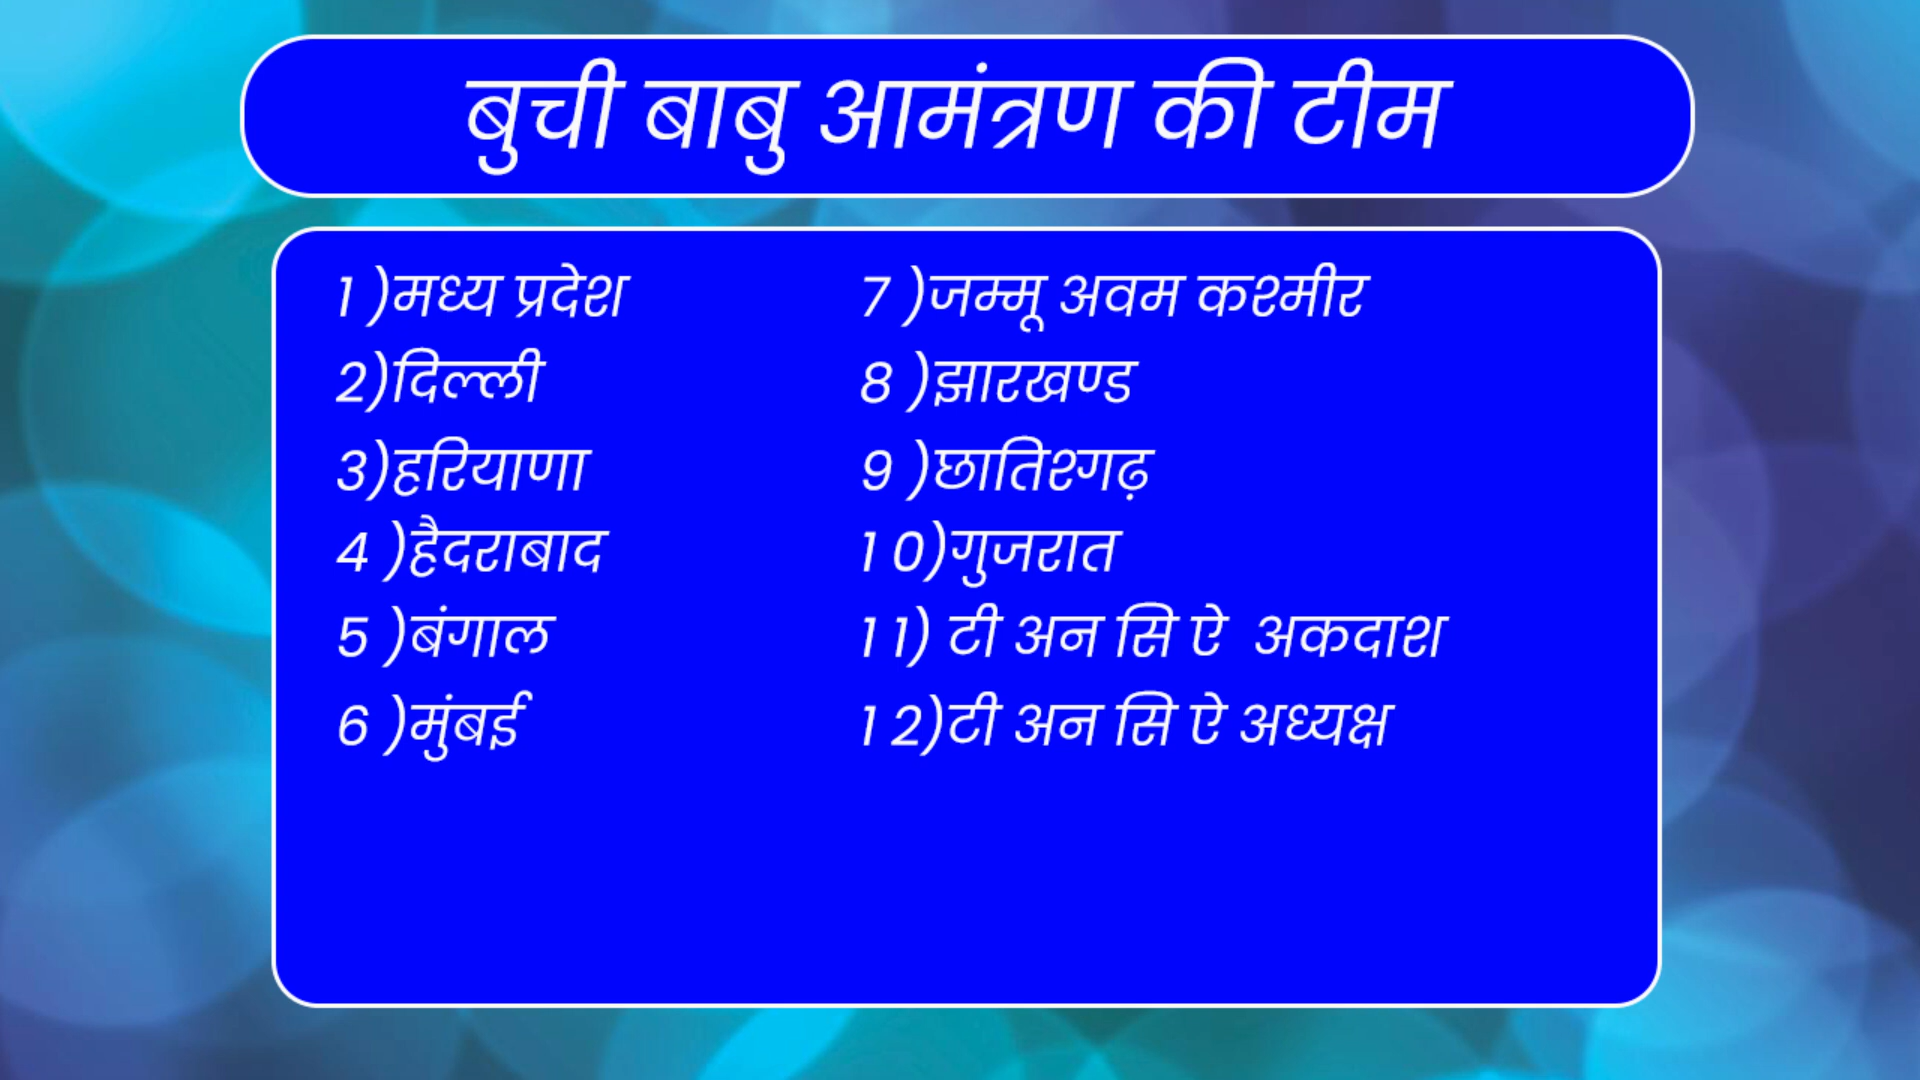 बुची बाबु आमंत्रण की टीम
1 )मध्य प्रदेश
2)दिल्ली
3)हरियाणा
4 )हैदराबाद
5 )बंगाल
6 )मुंबई
7 )जम्मू अवम कश्मीर
8 )झारखण्ड
9 )छातिश्गढ़
1 0)गुजरात
1 1) टी अन सि ऐ  अकदाश
1 2)टी अन सि ऐ अध्यक्ष